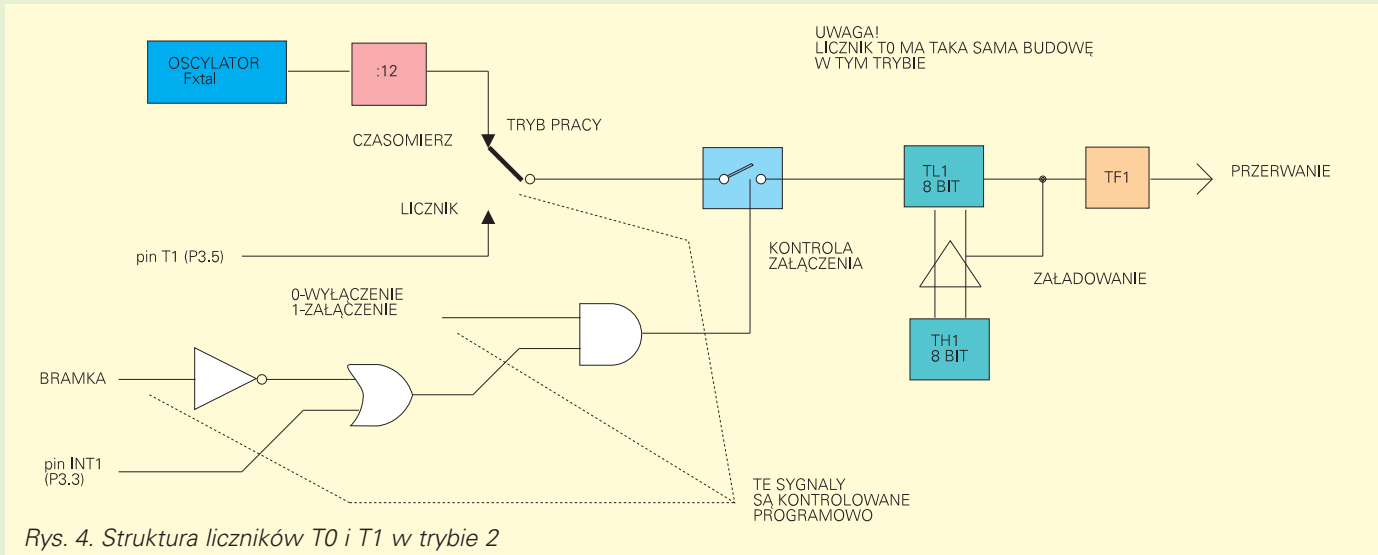 UWAGA!
LICZNIK T0 MA TAKA SAMA BUDOWĘ
W TYM TRYBIE
OSCYLATOR
Fxtal
:12
CZASOMIERZ
TRYB PRACY
TL1
8 BIT
TF1
PRZERWANIE
LICZNIK
pin T1 (P3.5)
KONTROLA
ZAŁĄCZENIA
ZAŁADOWANIE
0-WYŁĄCZENIE
1-ZAŁĄCZENIE
TH1
8 BIT
BRAMKA
pin INT1
(P3.3)
TE SYGNALY
SĄ KONTROLOWANE
PROGRAMOWO
Rys. 4. Struktura liczników T0 i T1 w trybie 2